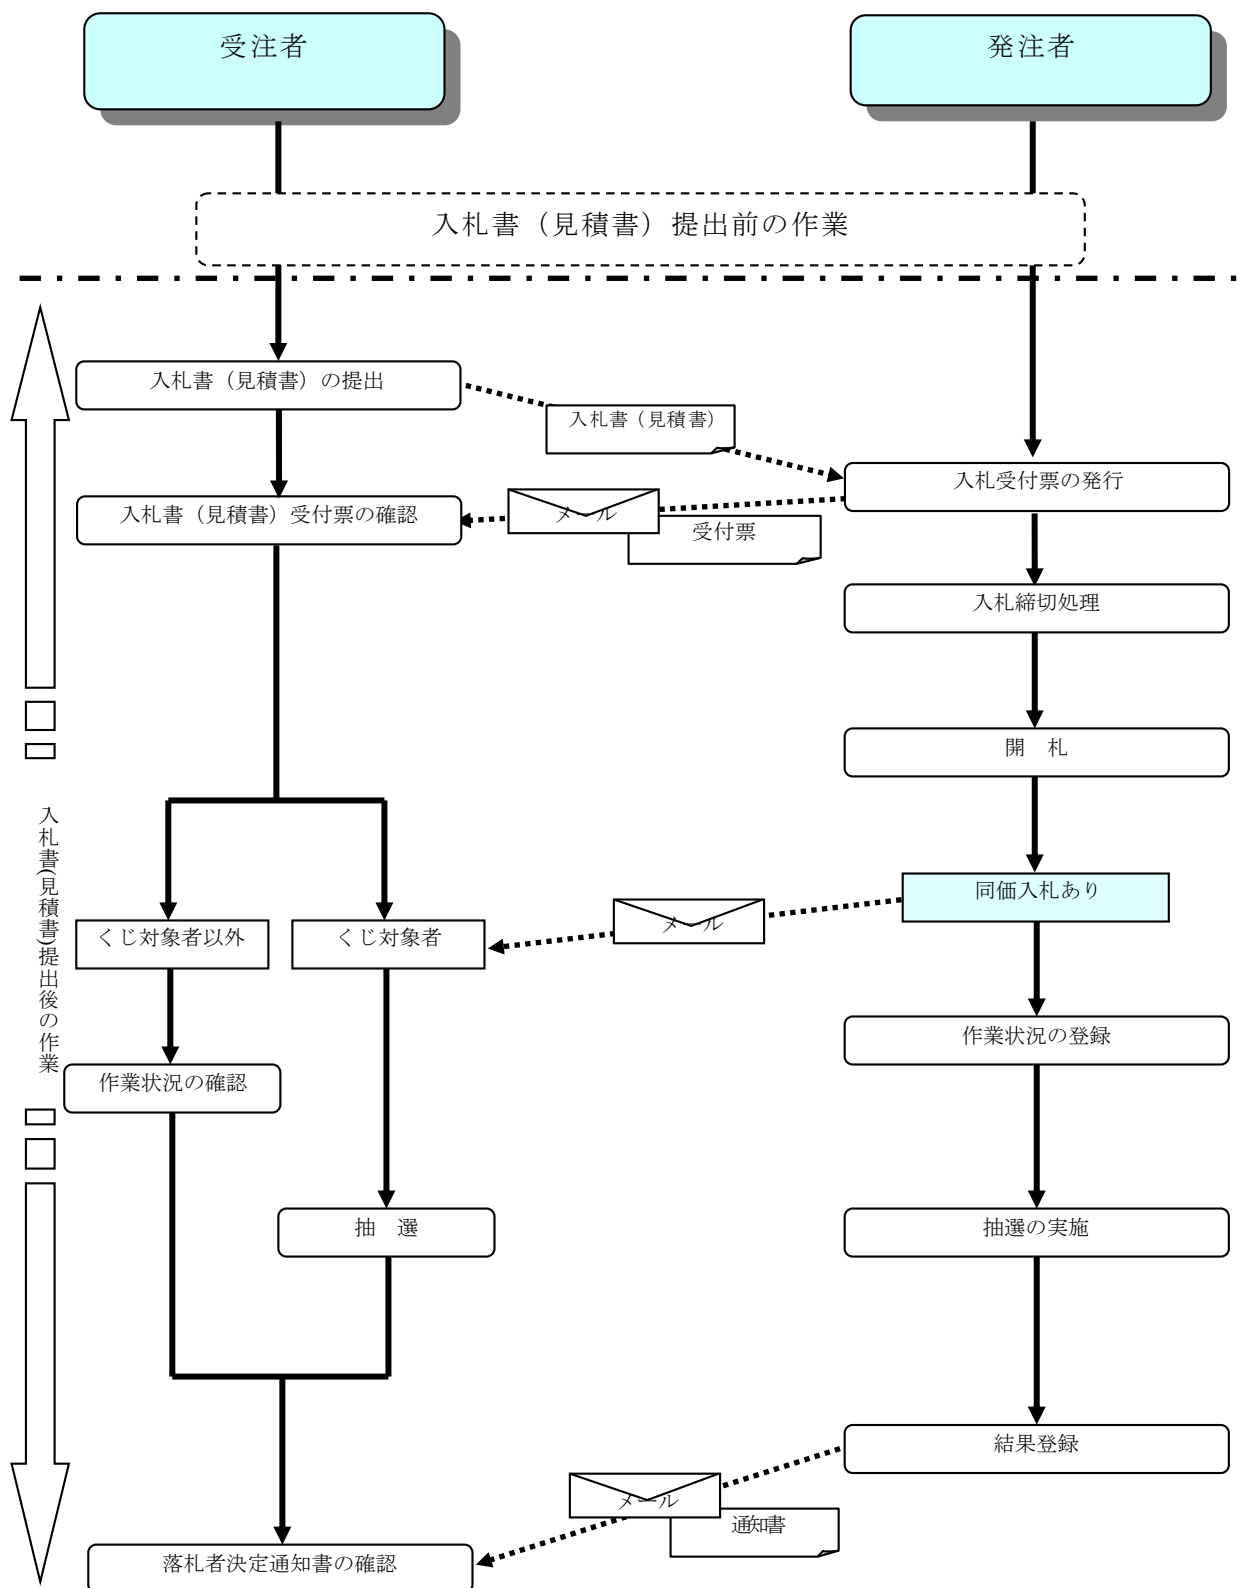 受注者
発注者
入札書（見積書）提出前の作業
入札書（見積書）の提出
入札書（見積書）
入札受付票の発行
メール
入札書（見積書）受付票の確認
受付票
入札締切処理
開　札
入札書(見積書)提出後の作業
同価入札あり
メール
くじ対象者以外
くじ対象者
作業状況の登録
作業状況の確認
抽　選
抽選の実施
結果登録
メール
通知書
落札者決定通知書の確認